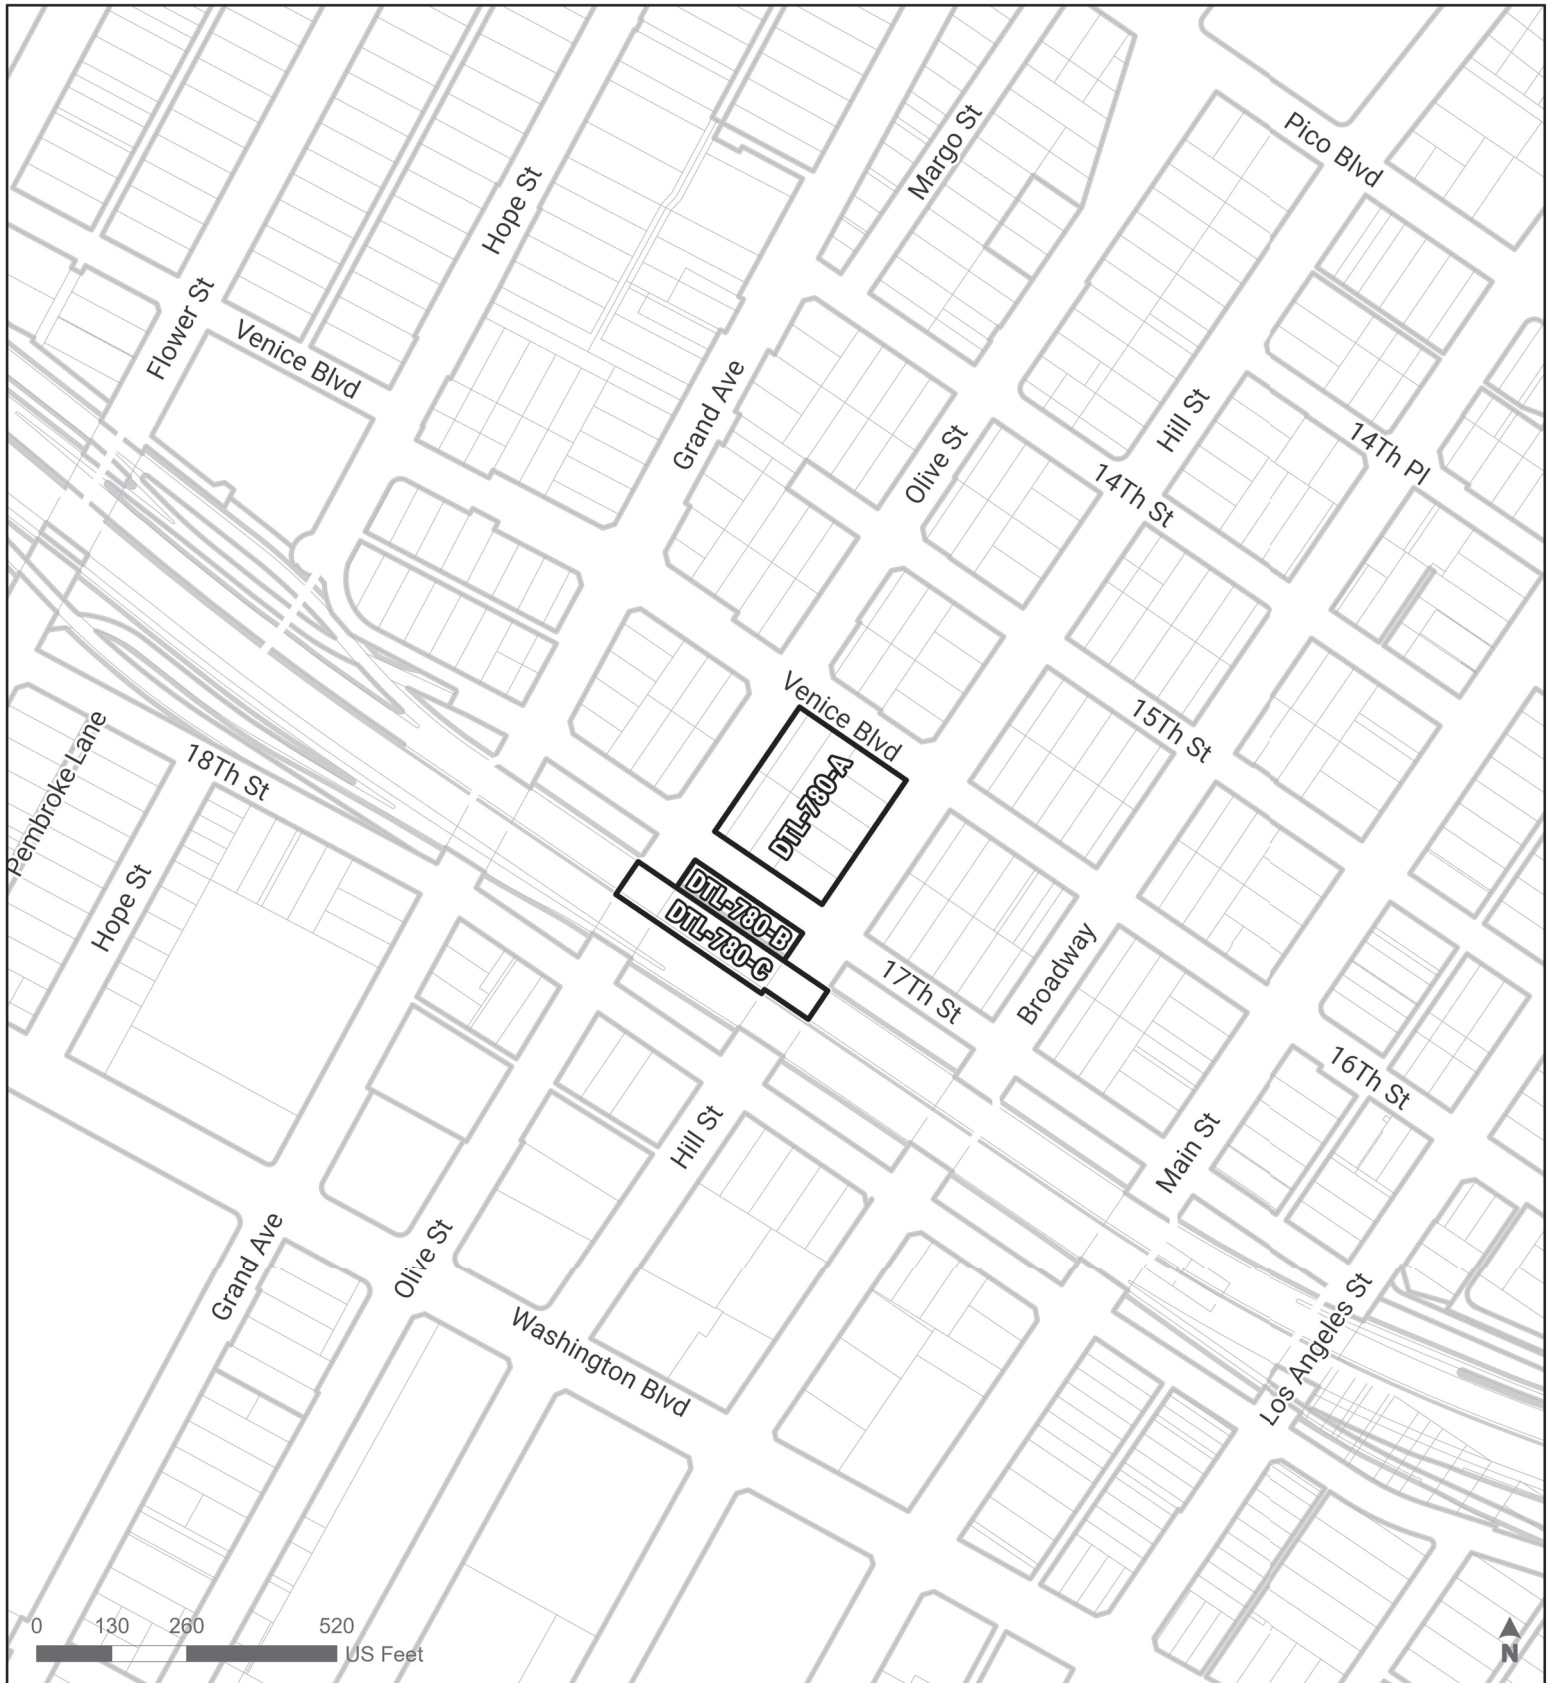 Pico Blvd
Margo St
Hope St
Flower St
Venice Blvd
Grand Ave
Hill St
Olive St
14Th Pl
14Th St
Venice Blvd
15Th St
Pembroke Lane
18Th St
DTL-780-A
Hope St
DTL-780-B
DTL-780-C
17Th St
Broadway
16Th St
Hill St
Main St
Grand Ave
Olive St
Washington Blvd
Los Angeles St
0 130 260 520
US Feet
N